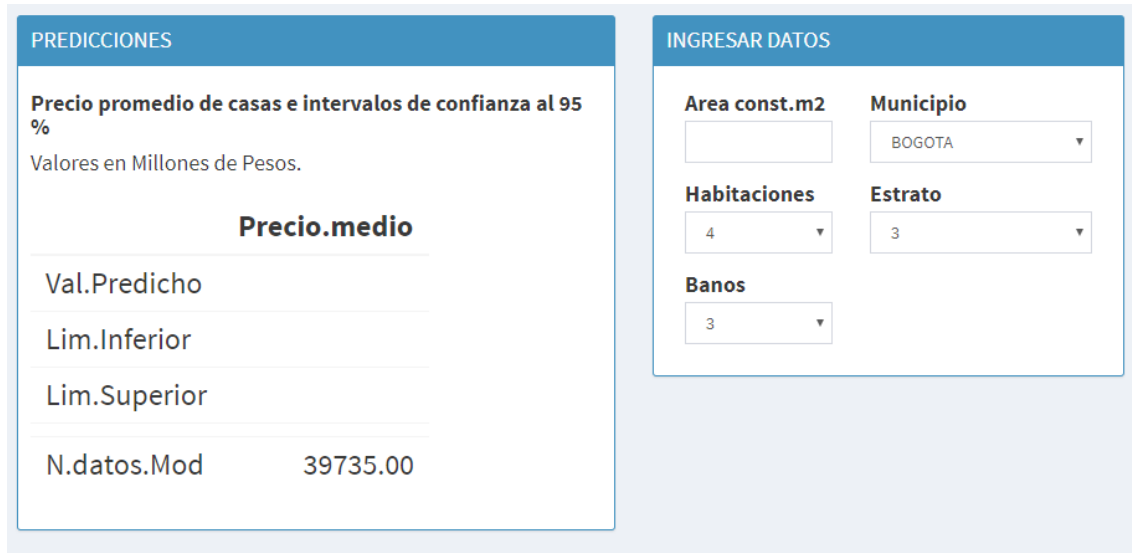 PREDICCIONES
Precio promedio de casas e intervalos de confianza al 95
%
Valores en Millones de Pesos.
Precio.medio
Val.Predicho
Lim.Inferior
Lim.Superior
N.datos.Mod 39735.00
INGRESAR DATOS
Area const.m2 Municipio
BOGOTA
Habitaciones Estrato
4 3
Banos
3